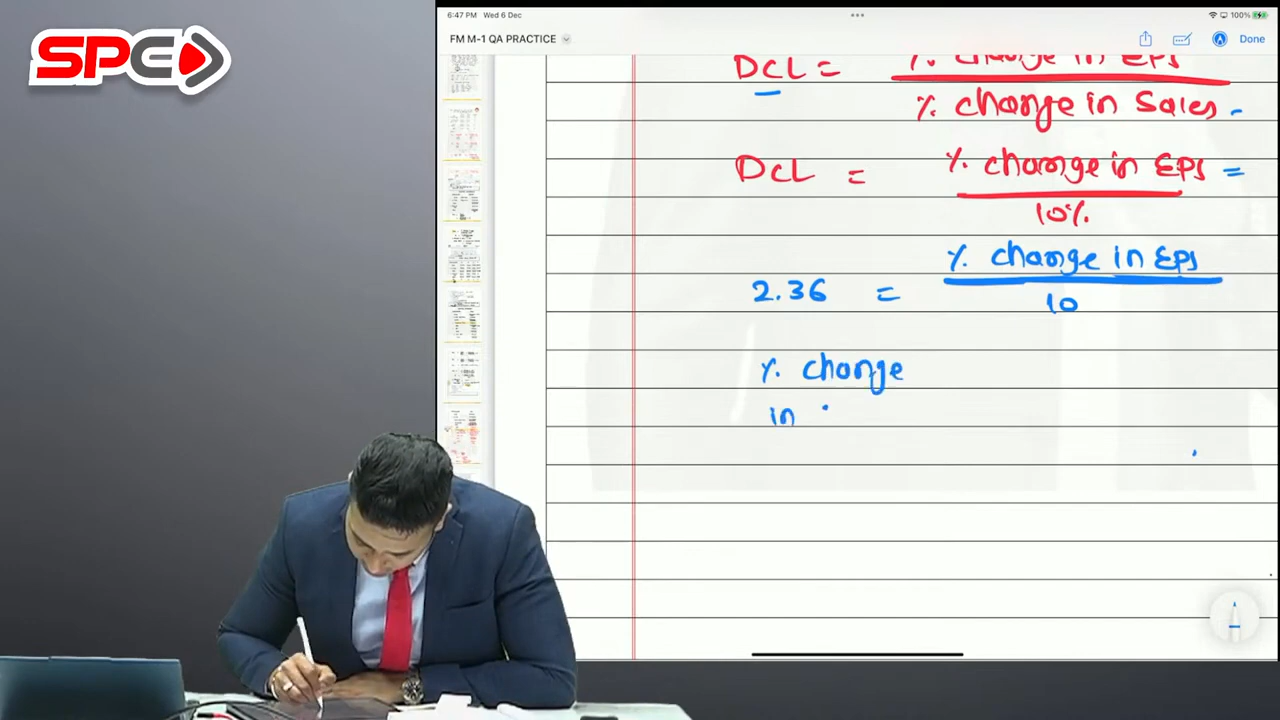 SPC
6:47 PM Wed 6 Dec
100%
FM M-1 QA PRACTICE
Done
DCL = % change in EPS
% change in Sales
DCL = % change in EPS =
10%
2.36 = % change in EPS
10
% change
in